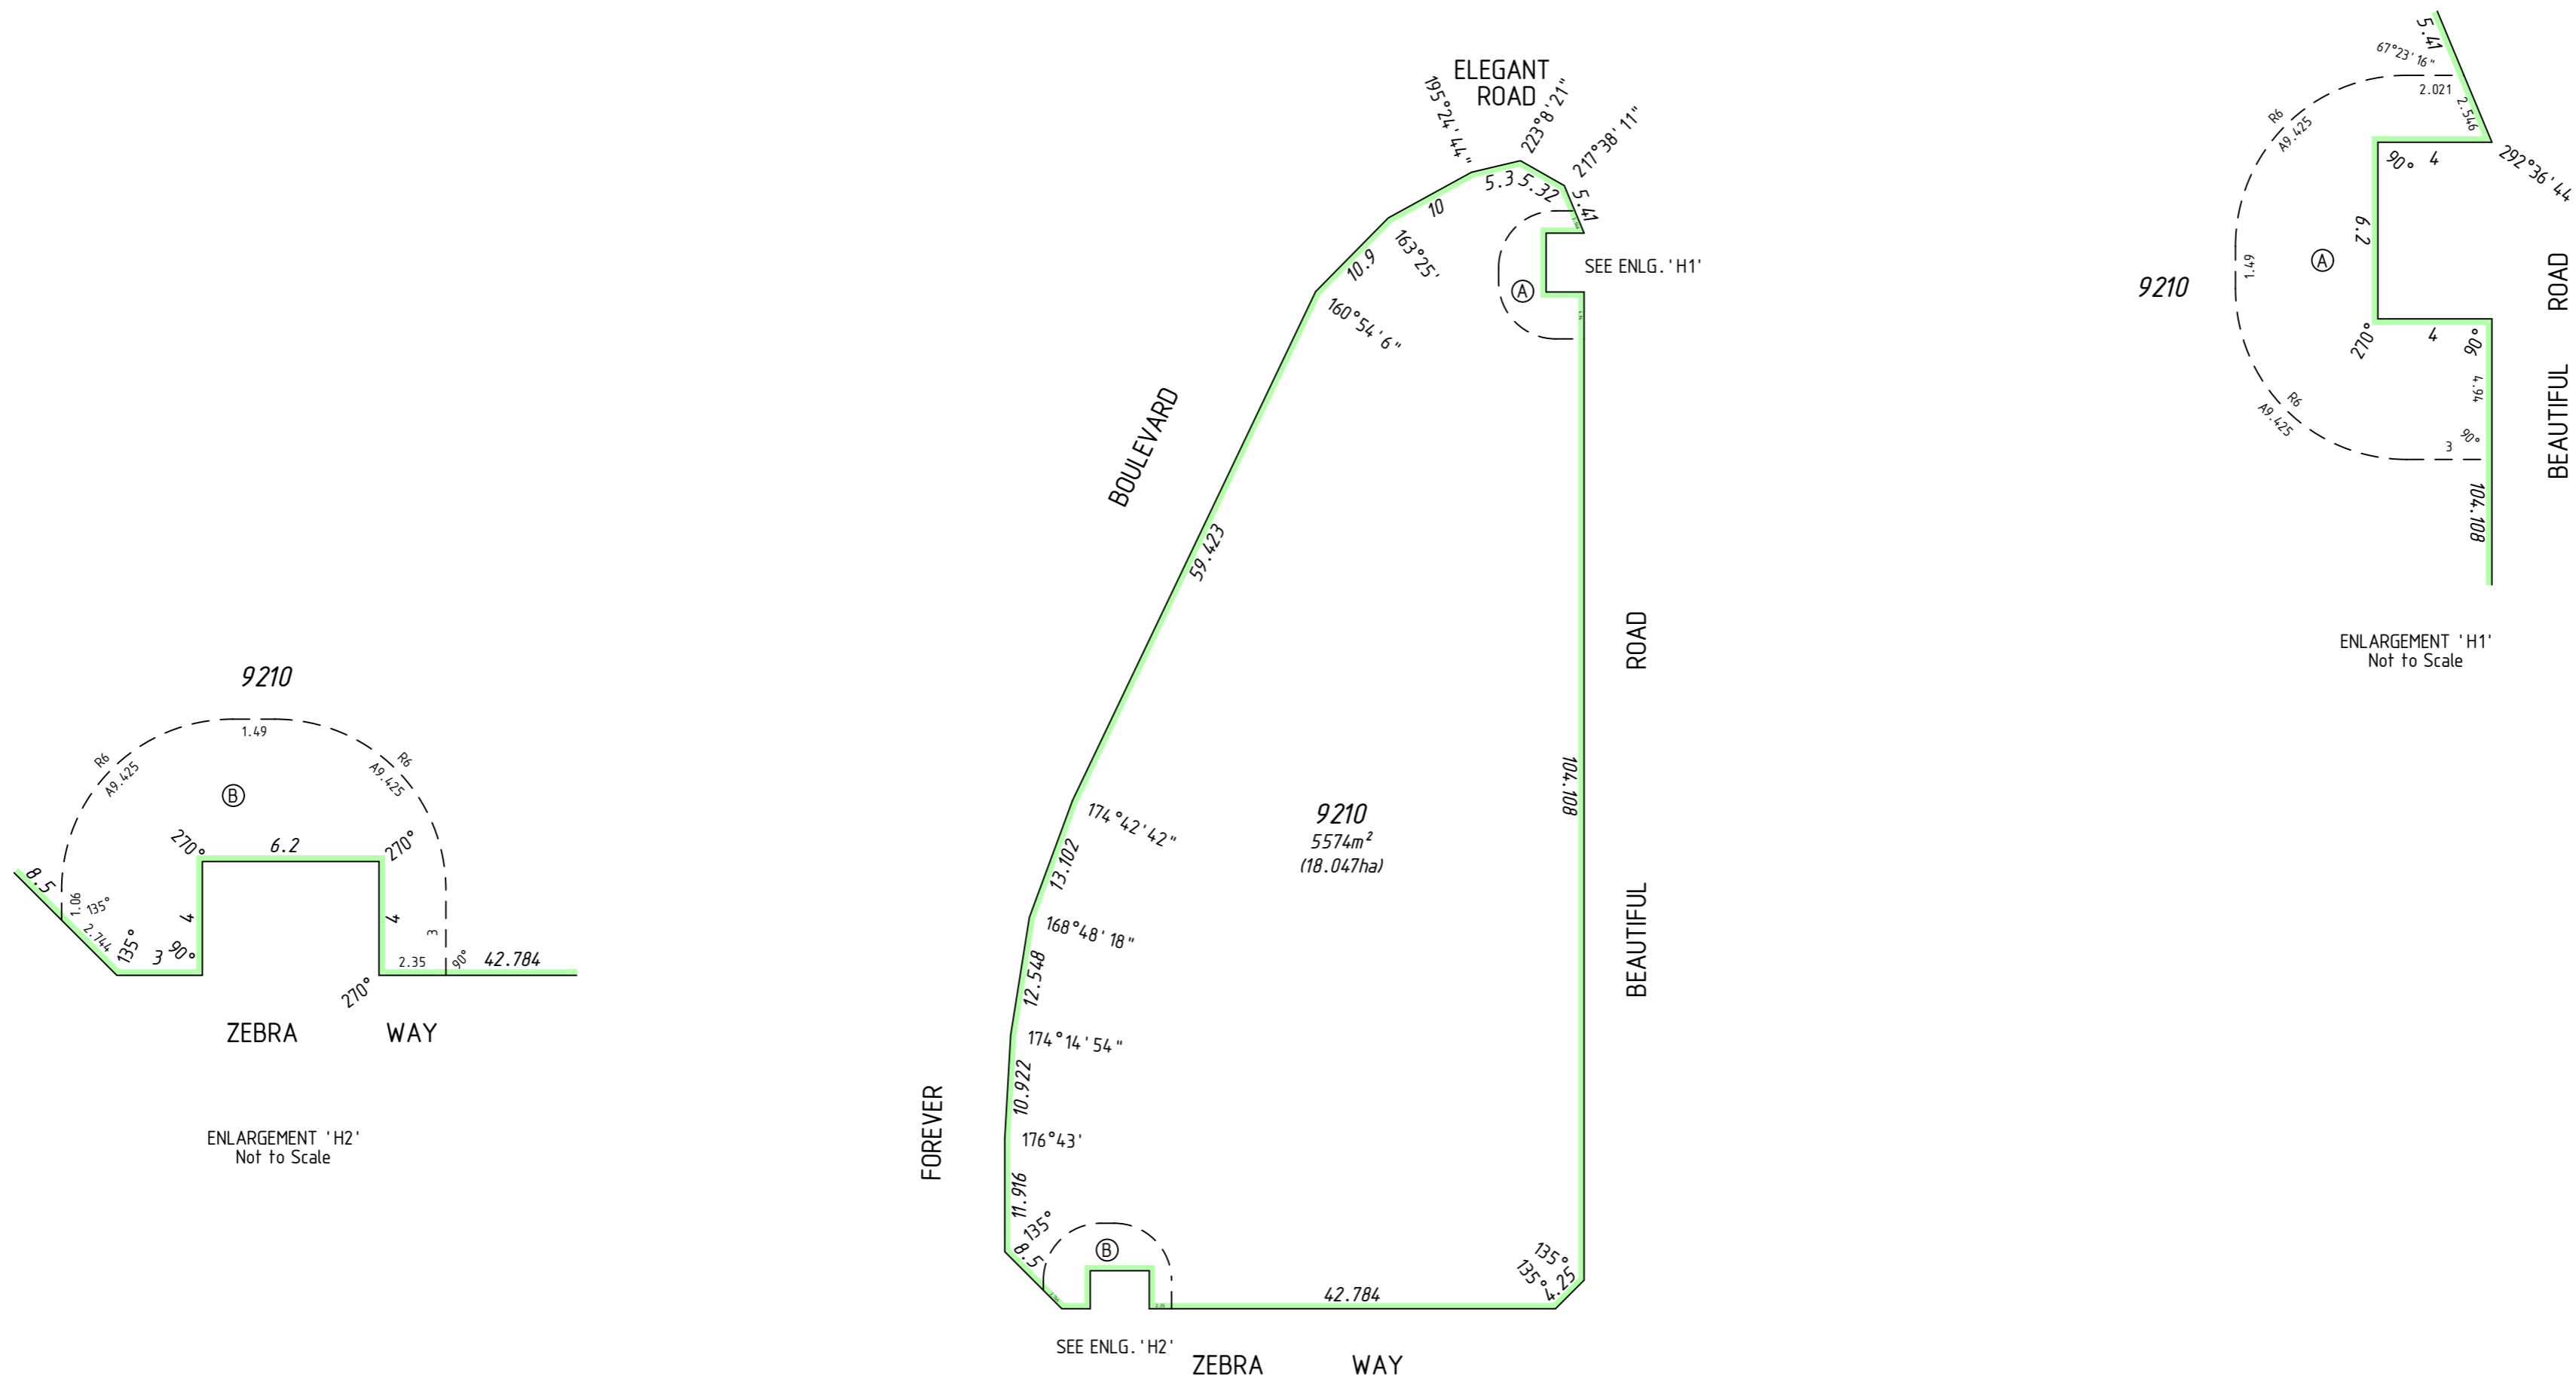 ELEGANT
ROAD
195°24'44"
223°8'21"
217°38'11"
5.3
5.32
5.41
10
163°25'
10.9
160°54'6"
SEE ENLG.'H1'
A
BOULEVARD
59.423
ROAD
104.108
9210
5574m²
(18.047ha)
174°42'42"
13.102
BEAUTIFUL
168°48'18"
12.548
174°14'54"
10.922
FOREVER
176°43'
11.916
135°
8.5
B
135°
135°
4.25
42.784
SEE ENLG.'H2'
ZEBRA WAY
9210
1.49
R6
A9.425
R6
A9.425
B
270°
6.2
270°
8.5
1.06
135°
2.744
135°
3
90°
4
4
3
2.35
90°
42.784
270°
ZEBRA WAY
ENLARGEMENT 'H2'
Not to Scale
5.41
67°23'16"
2.021
2.546
R6
A9.425
90°
4
292°36'44
6.2
A
1.49
9210
ROAD
270°
4
90°
4.94
R6
A9.425
3
90°
BEAUTIFUL
104.108
ENLARGEMENT 'H1'
Not to Scale